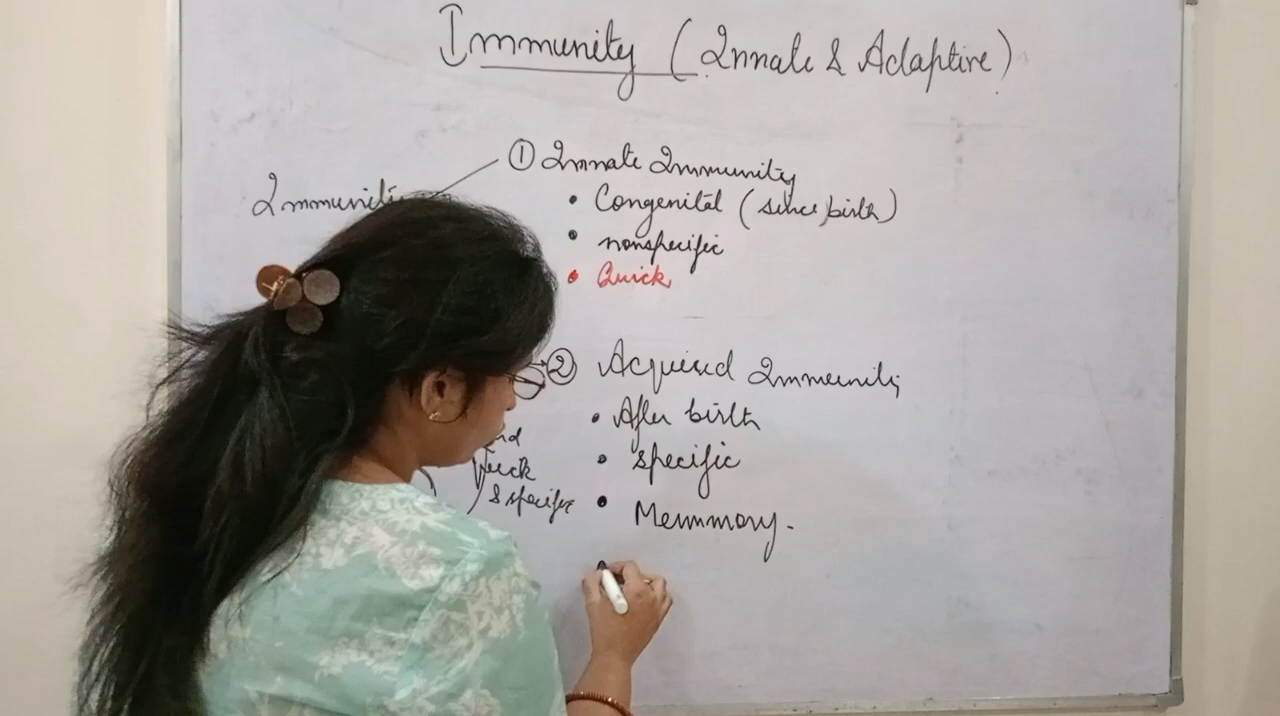 Immunity (Innate & Adaptive)
Immunity
① Innate Immunity
• Congenital (since birth)
• nonspecific
• Quick
② Acquired Immunity
• After birth
• specific
• Memmory.
& specific